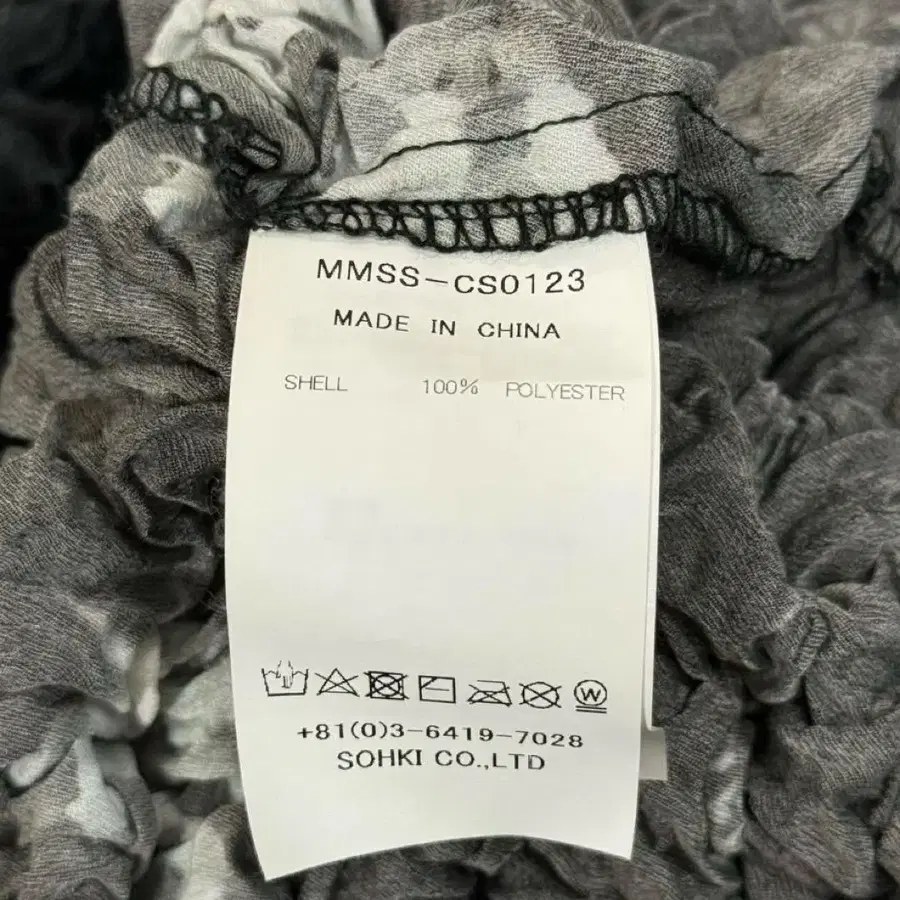 MMSS-CS0123
MADE IN CHINA
SHELL 100% POLYESTER
W
+81(0)3-6419-7028
SOHKI CO.,LTD